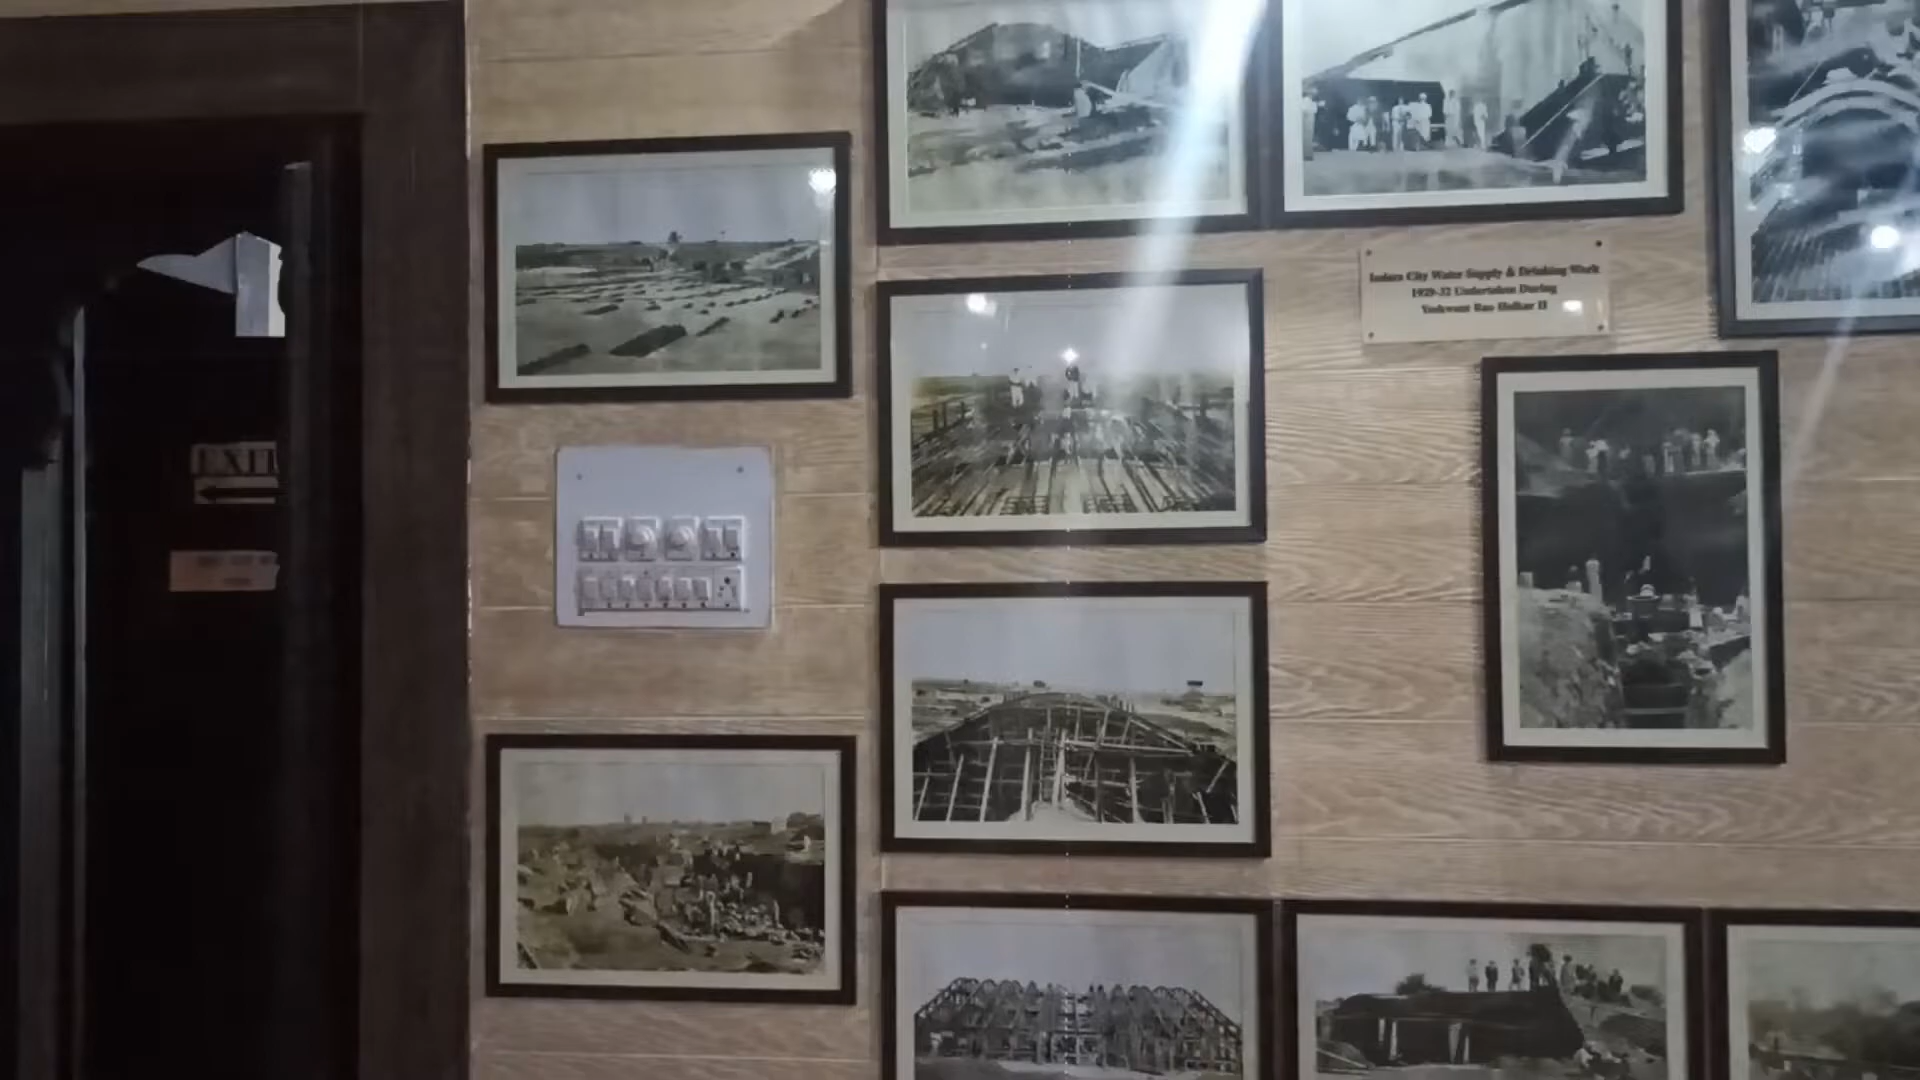 EXIT
Indore City Water Supply & Drinking Work
1929-32 Undertaken During
Yashwant Rao Holkar II